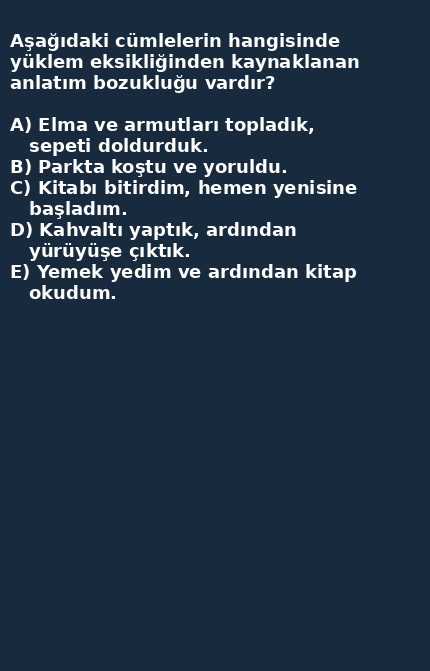 Aşağıdaki cümlelerin hangisinde
yüklem eksikliğinden kaynaklanan
anlatım bozukluğu vardır?
A) Elma ve armutları topladık,
sepeti doldurduk.
B) Parkta koştu ve yoruldu.
C) Kitabı bitirdim, hemen yenisine
başladım.
D) Kahvaltı yaptık, ardından
yürüyüşe çıktık.
E) Yemek yedim ve ardından kitap
okudum.